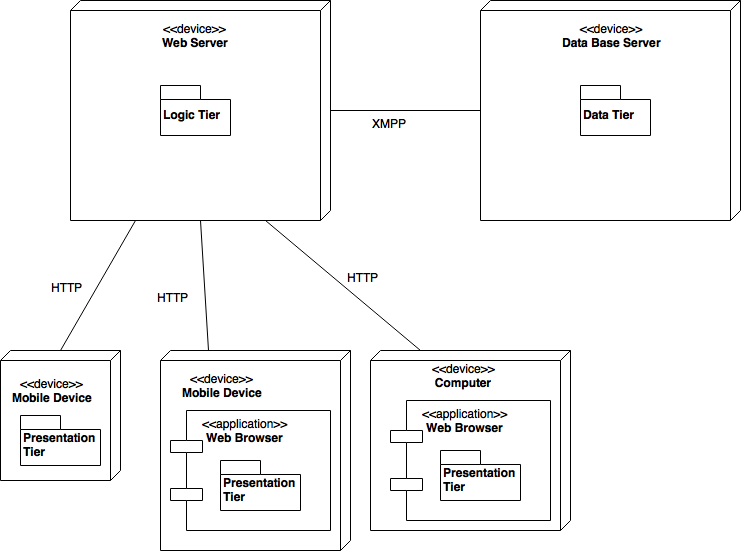 <<device>>
Web Server
Logic Tier
<<device>>
Data Base Server
Data Tier
XMPP
HTTP
HTTP
HTTP
<<device>>
Mobile Device
Presentation
Tier
<<device>>
Mobile Device
<<application>>
Web Browser
Presentation
Tier
<<device>>
Computer
<<application>>
Web Browser
Presentation
Tier